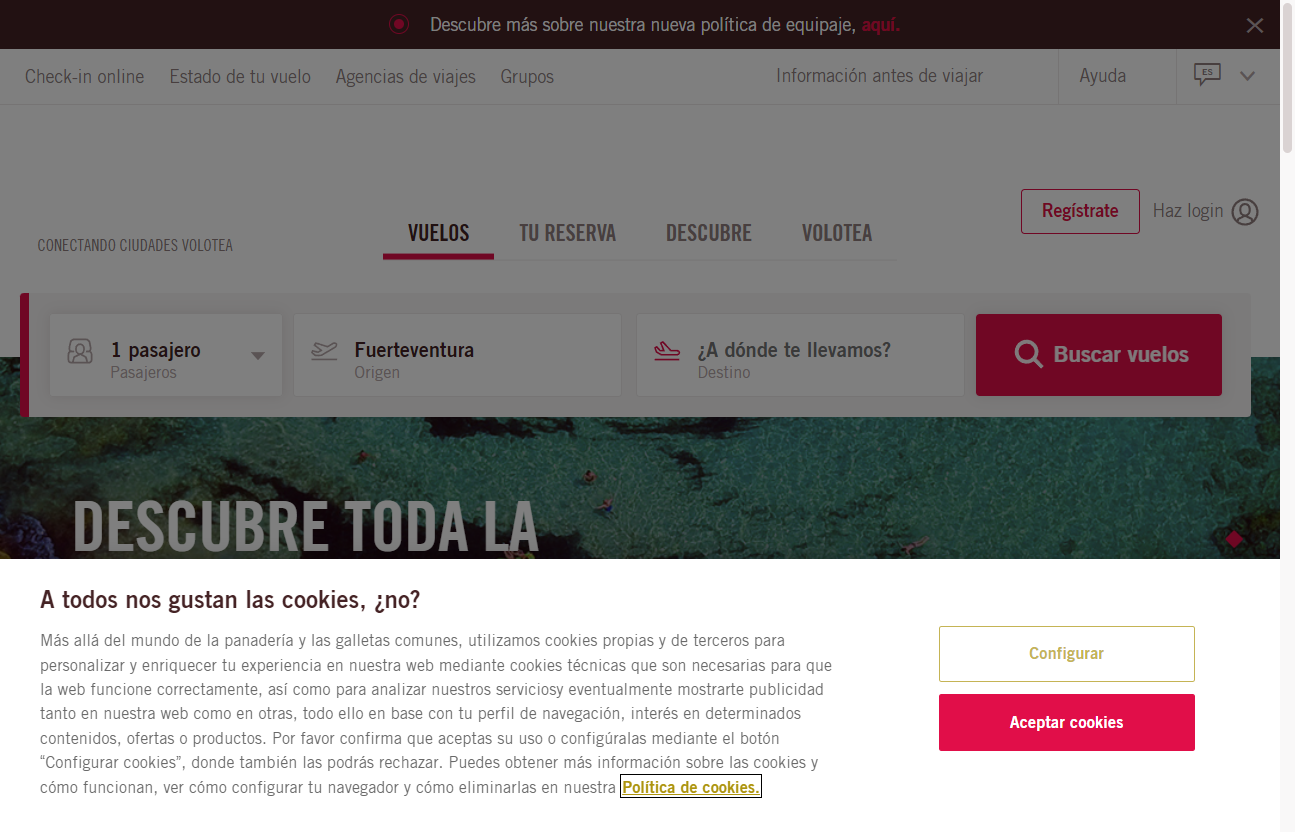 Descubre más sobre nuestra nueva política de equipaje, aquí.
Check-in online Estado de tu vuelo Agencias de viajes Grupos Información antes de viajar Ayuda ES
Regístrate Haz login
CONECTANDO CIUDADES VOLOTEA VUELOS TU RESERVA DESCUBRE VOLOTEA
1 pasajero Fuerteventura ¿A dónde te llevamos? Buscar vuelos
Pasajeros Origen Destino
DESCUBRE TODA LA
A todos nos gustan las cookies, ¿no?
Más allá del mundo de la panadería y las galletas comunes, utilizamos cookies propias y de terceros para
personalizar y enriquecer tu experiencia en nuestra web mediante cookies técnicas que son necesarias para que
la web funcione correctamente, así como para analizar nuestros serviciosy eventualmente mostrarte publicidad
tanto en nuestra web como en otras, todo ello en base con tu perfil de navegación, interés en determinados
contenidos, ofertas o productos. Por favor confirma que aceptas su uso o configúralas mediante el botón
“Configurar cookies”, donde también las podrás rechazar. Puedes obtener más información sobre las cookies y
cómo funcionan, ver cómo configurar tu navegador y cómo eliminarlas en nuestra Política de cookies.
Configurar
Aceptar cookies